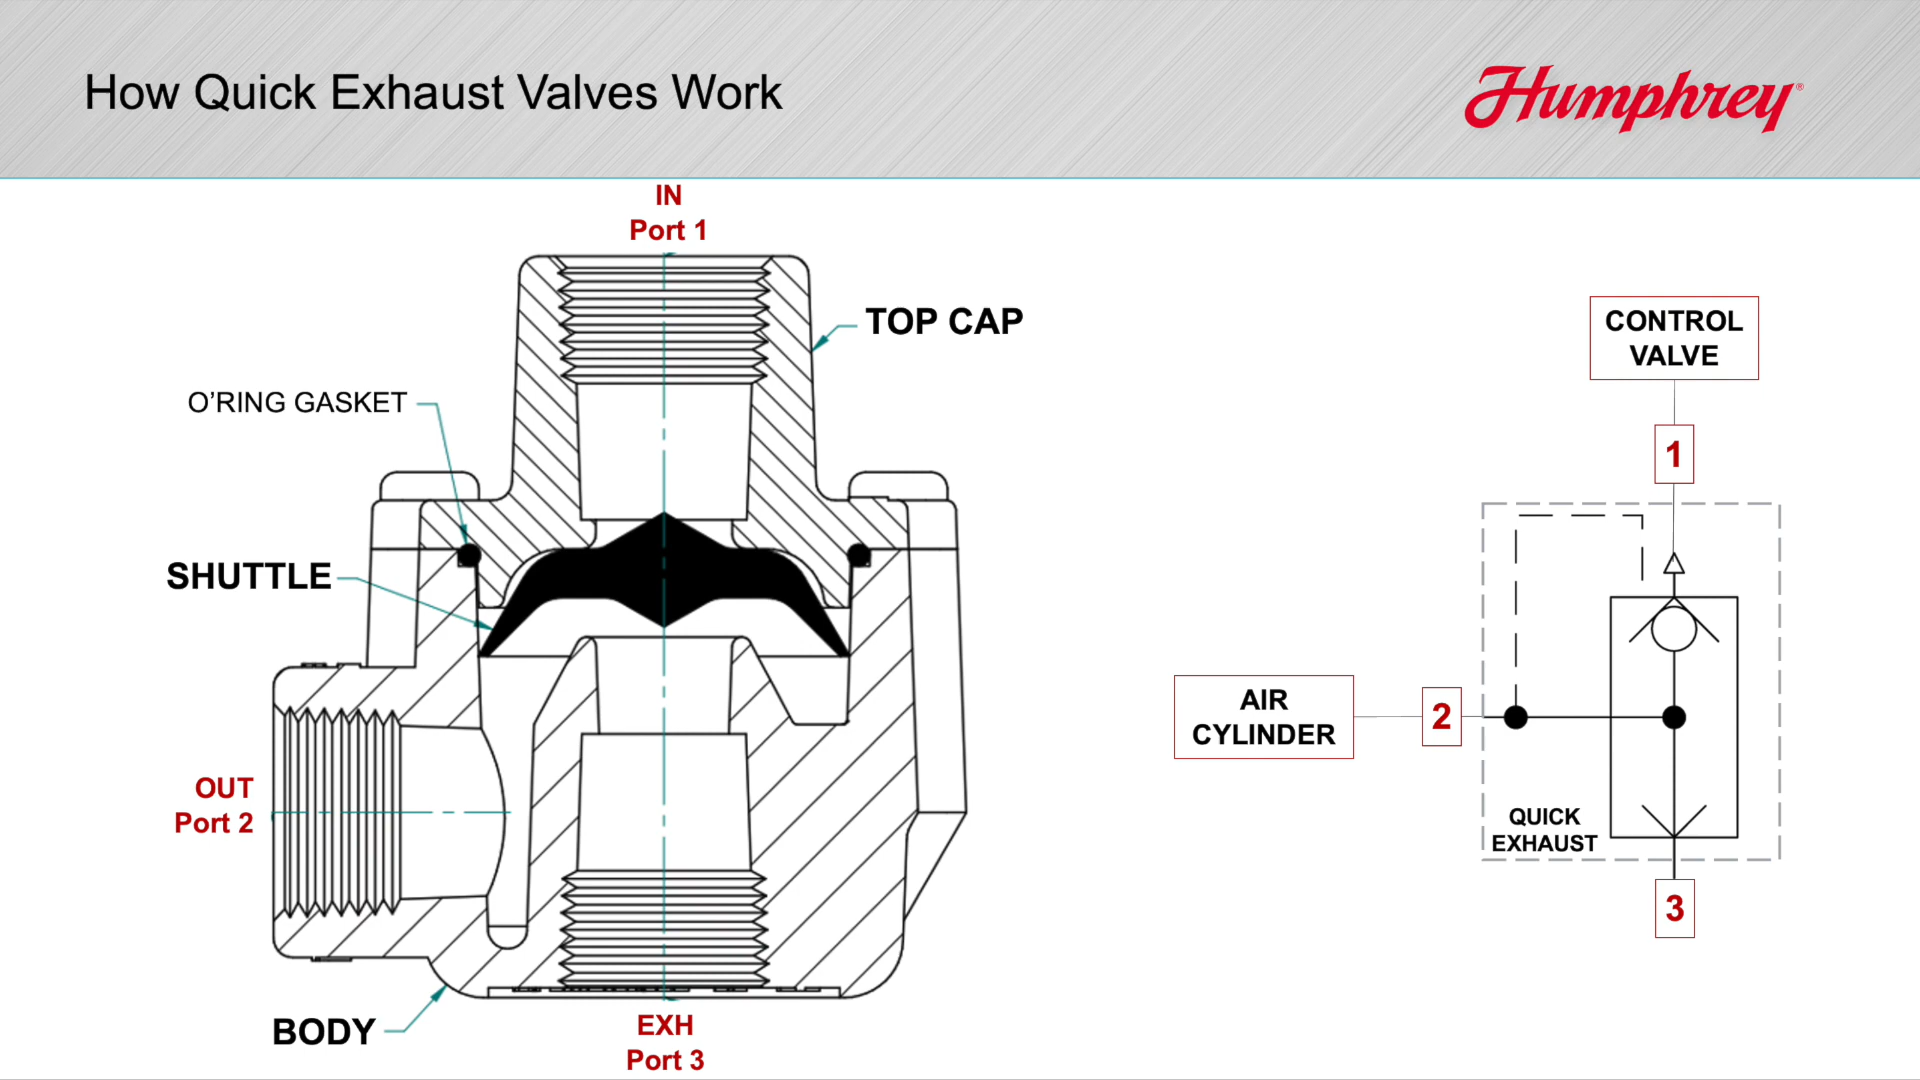 How Quick Exhaust Valves Work
Humphrey®
IN
Port 1
TOP CAP
O’RING GASKET
SHUTTLE
OUT
Port 2
BODY
EXH
Port 3
CONTROL
VALVE
1
AIR
CYLINDER
2
QUICK
EXHAUST
3